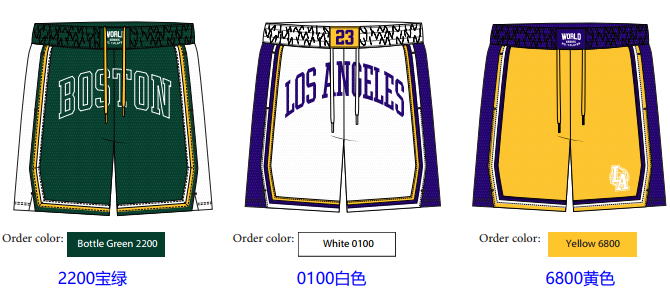 WORLD
23
WORLD
BOSTON
LOS ANGELES
LA
Order color: Bottle Green 2200
Order color: White 0100
Order color: Yellow 6800
2200宝绿
0100白色
6800黄色